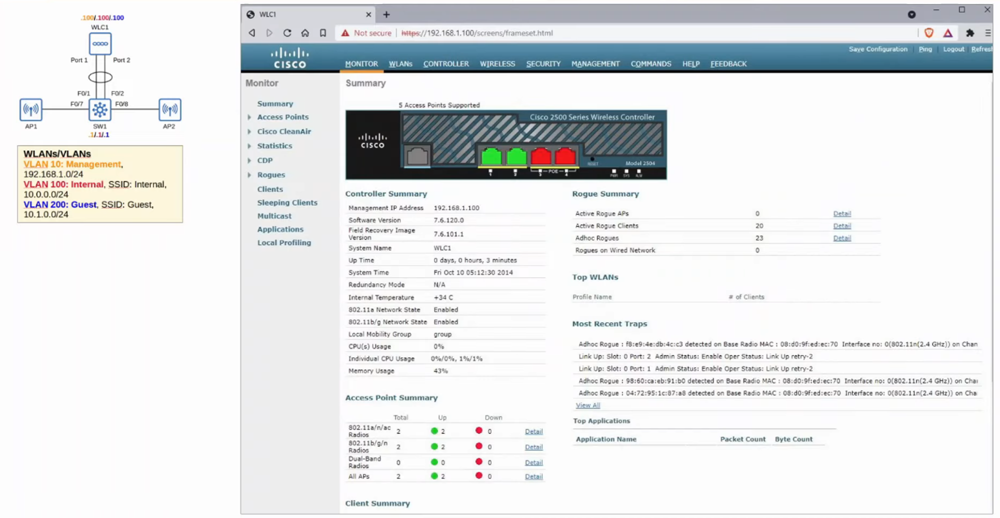 .100/.100/.100
WLC1
Port 1
Port 2
F0/1
F0/2
F0/7
F0/8
AP1
SW1
AP2
.1/.1/.1
WLANs/VLANs
VLAN 10: Management,
192.168.1.0/24
VLAN 100: Internal, SSID: Internal,
10.0.0.0/24
VLAN 200: Guest, SSID: Guest,
10.1.0.0/24
WLC1
Not secure https://192.168.1.100/screens/frameset.html
Save Configuration Ping Logout Refresh
CISCO
MONITOR WLANs CONTROLLER WIRELESS SECURITY MANAGEMENT COMMANDS HELP FEEDBACK
Monitor
Summary
Access Points
Cisco CleanAir
Statistics
CDP
Rogues
Clients
Sleeping Clients
Multicast
Applications
Local Profiling
Summary
5 Access Points Supported
Cisco 2500 Series Wireless Controller
CISCO
RESET
Model 2504
1 2 3 POE 4
PWR SYS ALM
Controller Summary
Management IP Address 192.168.1.100
Software Version 7.6.120.0
Field Recovery Image
Version 7.6.101.1
System Name WLC1
Up Time 0 days, 0 hours, 3 minutes
System Time Fri Oct 10 05:12:30 2014
Redundancy Mode N/A
Internal Temperature +34 C
802.11a Network State Enabled
802.11b/g Network State Enabled
Local Mobility Group group
CPU(s) Usage 0%
Individual CPU Usage 0%/0%, 1%/1%
Memory Usage 43%
Access Point Summary
Total Up Down
802.11a/n/ac
Radios 2 2 0 Detail
802.11b/g/n
Radios 2 2 0 Detail
Dual-Band
Radios 0 0 0 Detail
All APs 2 2 0 Detail
Client Summary
Rogue Summary
Active Rogue APs 0 Detail
Active Rogue Clients 20 Detail
Adhoc Rogues 23 Detail
Rogues on Wired Network 0
Top WLANs
Profile Name # of Clients
Most Recent Traps
Adhoc Rogue : f8:e9:4e:db:4c:c3 detected on Base Radio MAC : 08:d0:9f:ed:ec:70 Interface no: 0(802.11n(2.4 GHz)) on Chan
Link Up: Slot: 0 Port: 2 Admin Status: Enable Oper Status: Link Up retry-2
Link Up: Slot: 0 Port: 1 Admin Status: Enable Oper Status: Link Up retry-2
Adhoc Rogue : 98:60:ca:eb:91:b0 detected on Base Radio MAC : 08:d0:9f:ed:ec:70 Interface no: 0(802.11n(2.4 GHz)) on Chan
Adhoc Rogue : 04:72:95:1c:87:a8 detected on Base Radio MAC : 08:d0:9f:ed:ec:70 Interface no: 0(802.11n(2.4 GHz)) on Cha
View All
Top Applications
Application Name Packet Count Byte Count